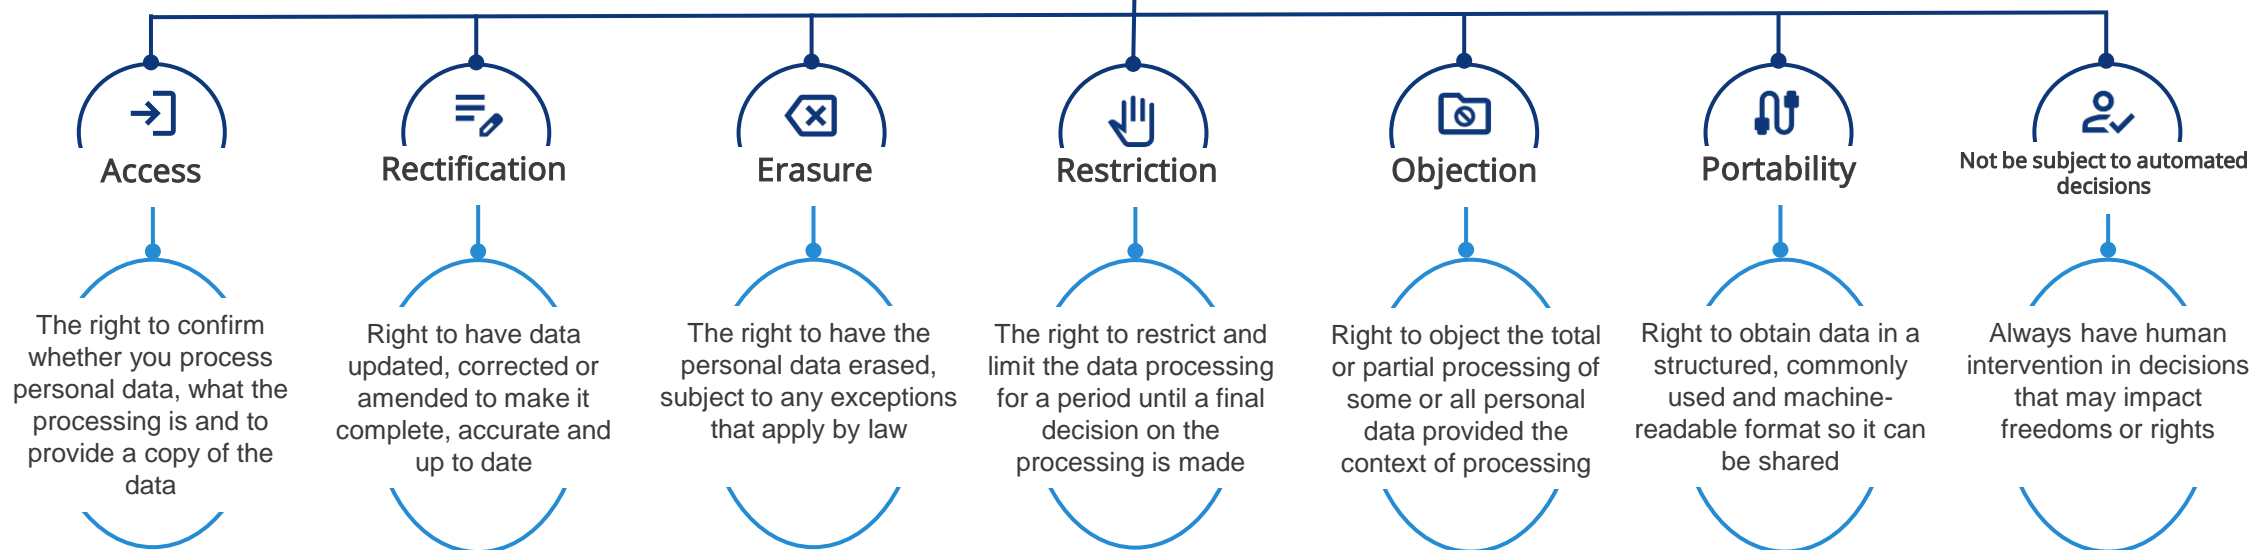 Access
The right to confirm
whether you process
personal data, what the
processing is and to
provide a copy of the
data
Rectification
Right to have data
updated, corrected or
amended to make it
complete, accurate and
up to date
Erasure
The right to have the
personal data erased,
subject to any exceptions
that apply by law
Restriction
The right to restrict and
limit the data processing
for a period until a final
decision on the
processing is made
Objection
Right to object the total
or partial processing of
some or all personal
data provided the
context of processing
Portability
Right to obtain data in a
structured, commonly
used and machine-
readable format so it can
be shared
Not be subject to automated
decisions
Always have human
intervention in decisions
that may impact
freedoms or rights